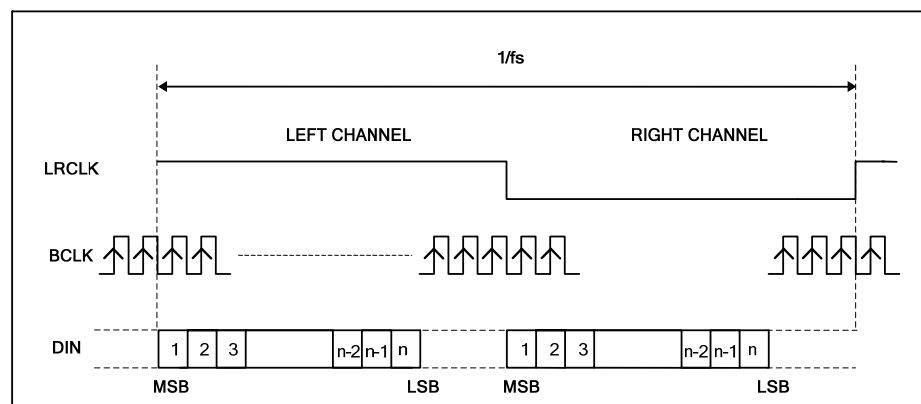 1/fs
LEFT CHANNEL RIGHT CHANNEL
LRCLK
BCLK
DIN 1 2 3 n-2 n-1 n 1 2 3 n-2 n-1 n
MSB LSB MSB LSB